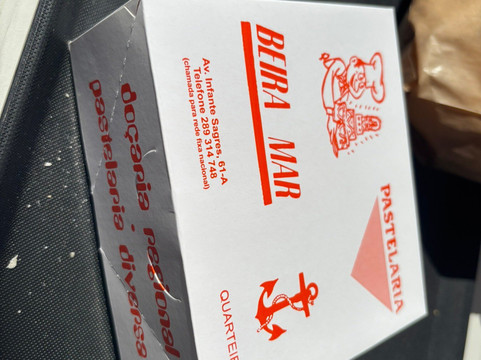 PASTELARIA
BEIRA MAR
Av. Infante Sagres, 61-A
Telefone 289 314 748
(chamada para rede fixa nacional)
QUARTEI
doçaria regional
pastelaria diversa